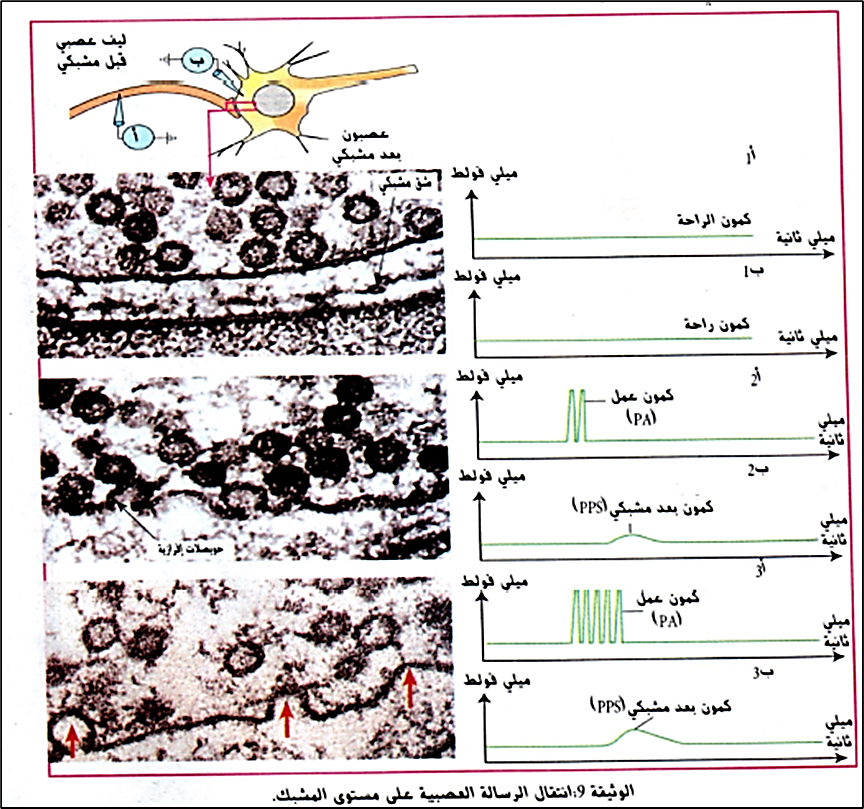 ليف عصبي
قبل مشبكي
ب
أ
عصبون
بعد مشبكي
شق مشبكي
أ1
ميلي فولط
كمون الراحة
ميلي ثانية
ب1
ميلي فولط
كمون راحة
ميلي ثانية
أ2
ميلي فولط
كمون عمل
(PA)
ميلي
ثانية
ب2
ميلي فولط
كمون بعد مشبكي (PPS)
ميلي
ثانية
حويصلات إفرازية
أ3
ميلي فولط
كمون عمل
(PA)
ميلي
ثانية
ب3
ميلي فولط
كمون بعد مشبكي (PPS)
ميلي
ثانية
الوثيقة 9:انتقال الرسالة العصبية على مستوى المشبك.